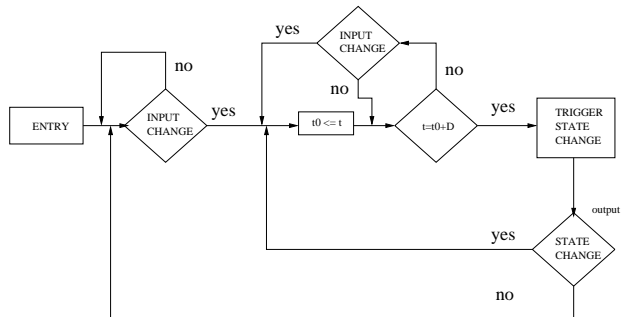 yes
INPUT
CHANGE
no
no
no
ENTRY
INPUT
CHANGE
yes
t0 <= t
t=t0+D
yes
TRIGGER
STATE
CHANGE
output
yes
STATE
CHANGE
no